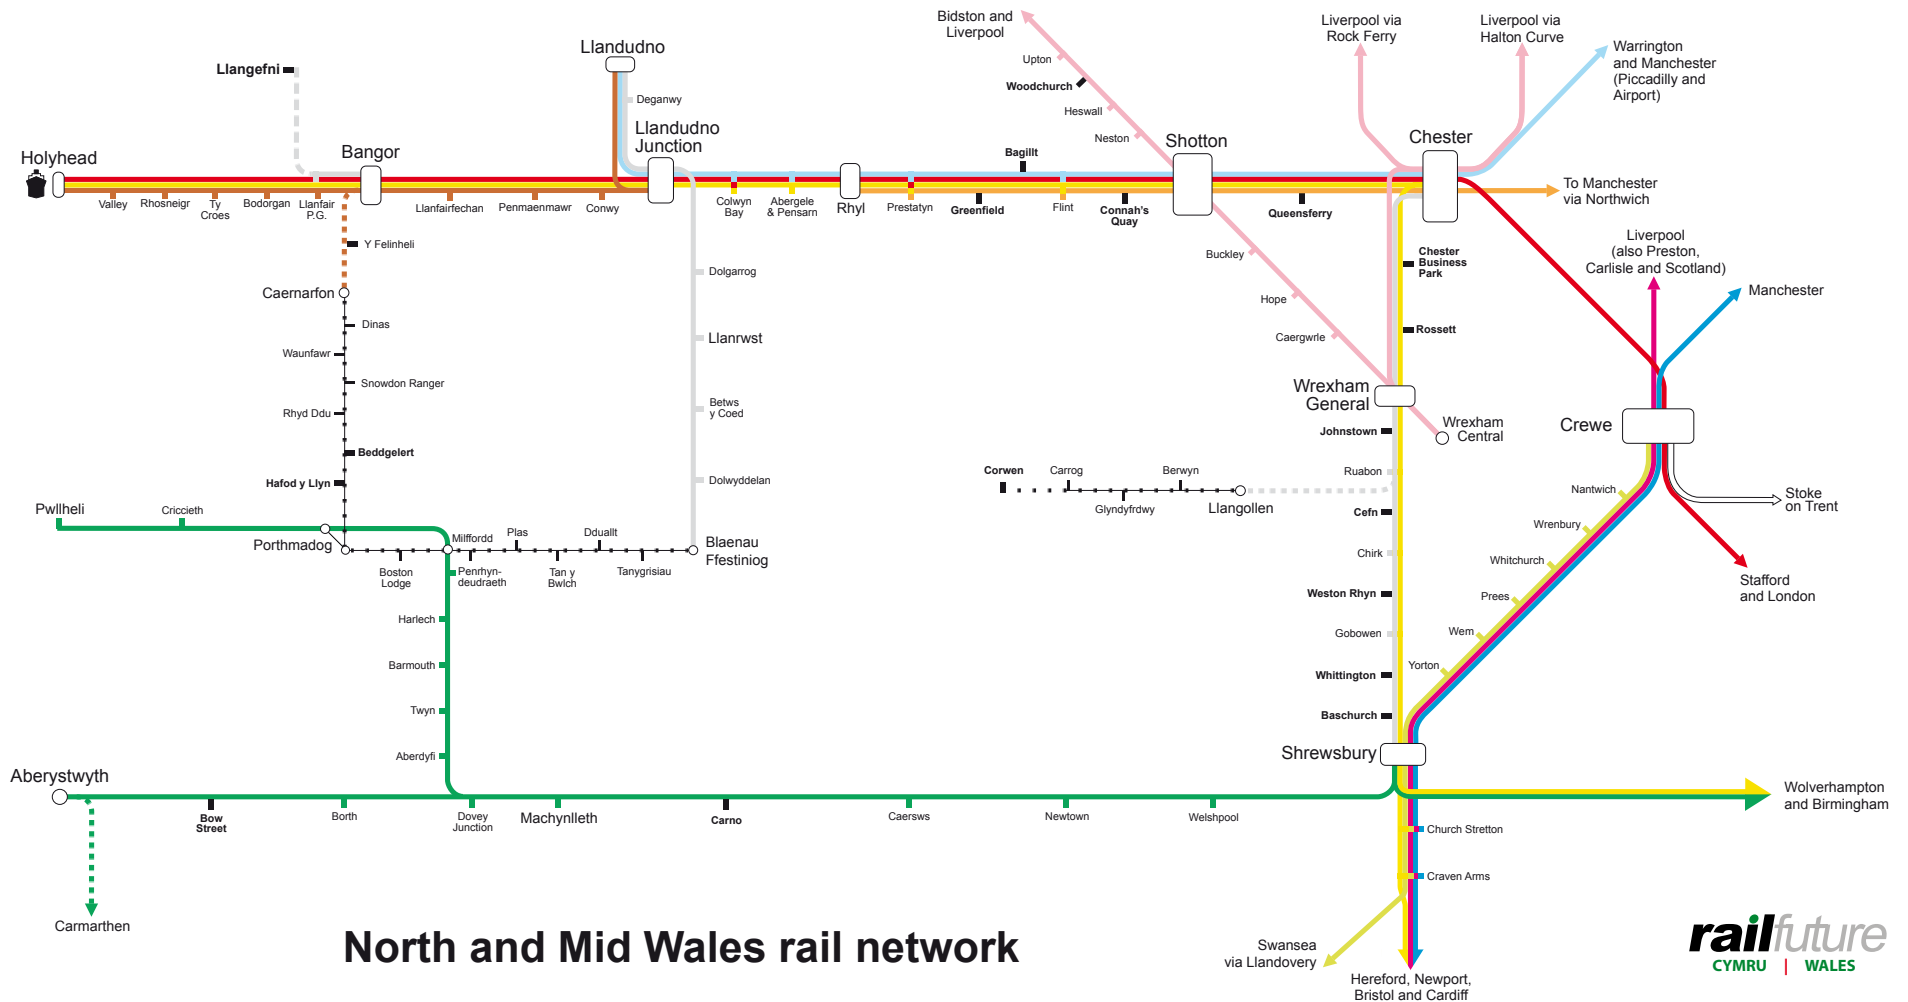 Bidston and
Liverpool
Liverpool via
Rock Ferry
Liverpool via
Halton Curve
Warrington
and Manchester
(Piccadilly and
Airport)
Llandudno
Llangefni
Upton
Woodchurch
Deganwy
Heswall
Neston
Llandudno
Junction
Shotton
Chester
Holyhead
Bangor
Bagillt
Valley
Rhosneigr
Ty
Croes
Bodorgan
Llanfair
P.G.
Llanfairfechan
Penmaenmawr
Conwy
Colwyn
Bay
Abergele
& Pensarn
Rhyl
Prestatyn
Greenfield
Flint
Connah's
Quay
Queensferry
To Manchester
via Northwich
Y Felinheli
Buckley
Chester
Business
Park
Liverpool
(also Preston,
Carlisle and Scotland)
Manchester
Dolgarrog
Caernarfon
Hope
Dinas
Rossett
Caergwrle
Llanrwst
Waunfawr
Snowdon Ranger
Wrexham
General
Betws
y Coed
Rhyd Ddu
Wrexham
Central
Crewe
Johnstown
Beddgelert
Corwen
Carrog
Berwyn
Ruabon
Hafod y Llyn
Dolwyddelan
Glyndyfrdwy
Llangollen
Nantwich
Stoke
on Trent
Pwllheli
Criccieth
Cefn
Wrenbury
Porthmadog
Milffordd
Plas
Dduallt
Blaenau
Ffestiniog
Boston
Lodge
Penrhyn-
deudraeth
Tan y
Bwlch
Tanygrisiau
Chirk
Whitchurch
Stafford
and London
Weston Rhyn
Prees
Harlech
Gobowen
Wem
Barmouth
Whittington
Yorton
Twyn
Baschurch
Aberdyfi
Shrewsbury
Aberystwyth
Bow
Street
Borth
Dovey
Junction
Machynlleth
Carno
Caersws
Newtown
Welshpool
Wolverhampton
and Birmingham
Church Stretton
Craven Arms
Carmarthen
North and Mid Wales rail network
Swansea
via Llandovery
Hereford, Newport,
Bristol and Cardiff
railfuture
CYMRU | WALES